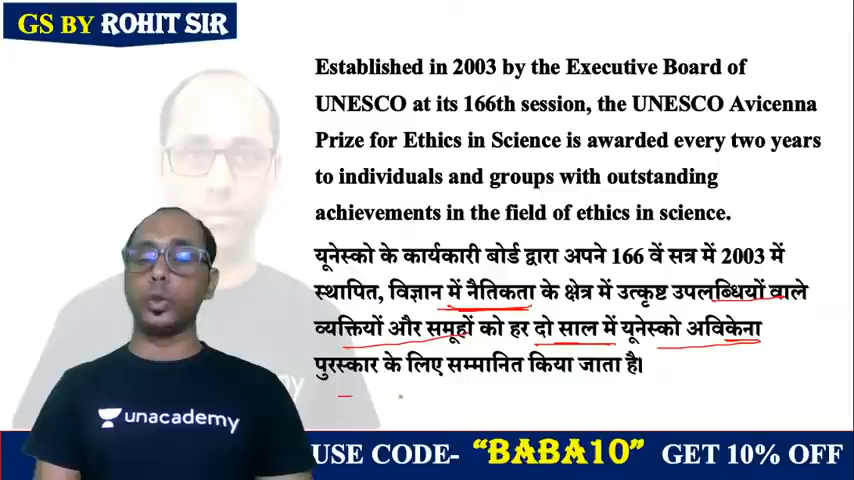 GS BY ROHIT SIR
Established in 2003 by the Executive Board of
UNESCO at its 166th session, the UNESCO Avicenna
Prize for Ethics in Science is awarded every two years
to individuals and groups with outstanding
achievements in the field of ethics in science.
यूनेस्को के कार्यकारी बोर्ड द्वारा अपने 166 वें सत्र में 2003 में
स्थापित, विज्ञान में नैतिकता के क्षेत्र में उत्कृष्ट उपलब्धियों वाले
व्यक्तियों और समूहों को हर दो साल में यूनेस्को अविकेना
पुरस्कार के लिए सम्मानित किया जाता है।
unacademy
USE CODE- “BABA10” GET 10% OFF